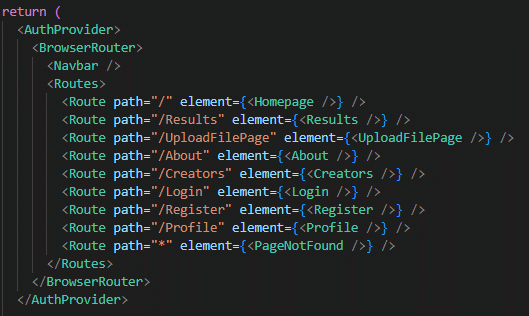 return (
<AuthProvider>
<BrowserRouter>
<Navbar />
<Routes>
<Route path="/" element={<Homepage />} />
<Route path="/Results" element={<Results />} />
<Route path="/UploadFilePage" element={<UploadFilePage />} />
<Route path="/About" element={<About />} />
<Route path="/Creators" element={<Creators />} />
<Route path="/Login" element={<Login />} />
<Route path="/Register" element={<Register />} />
<Route path="/Profile" element={<Profile />} />
<Route path="*" element={<PageNotFound />} />
</Routes>
</BrowserRouter>
</AuthProvider>